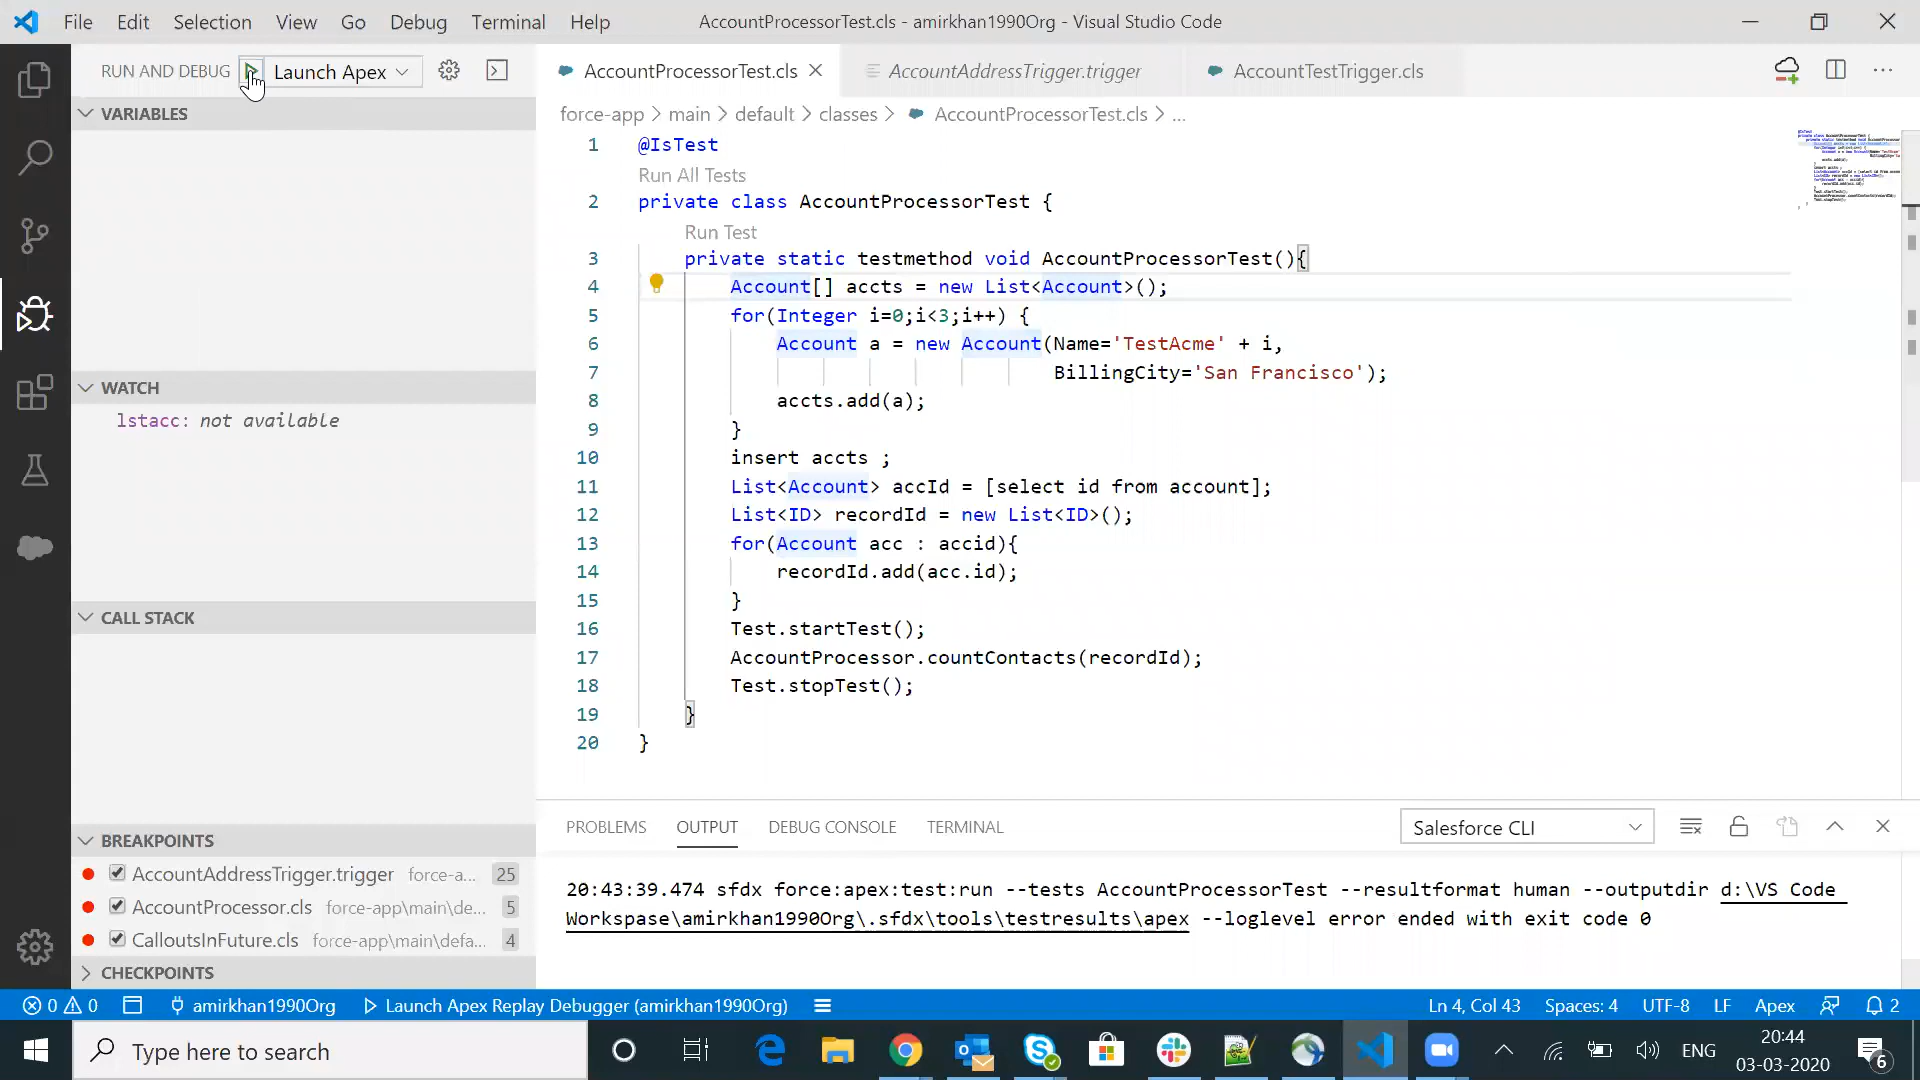 File Edit Selection View Go Debug Terminal Help
AccountProcessorTest.cls - amirkhan1990Org - Visual Studio Code
RUN AND DEBUG Launch Apex
AccountProcessorTest.cls AccountAddressTrigger.trigger AccountTestTrigger.cls
VARIABLES
WATCH
lstacc: not available
CALL STACK
BREAKPOINTS
AccountAddressTrigger.trigger force-a... 25
AccountProcessor.cls force-app\main\de... 5
CalloutsInFuture.cls force-app\main\defa... 4
CHECKPOINTS
force-app > main > default > classes > AccountProcessorTest.cls > ...
1 @IsTest
Run All Tests
2 private class AccountProcessorTest {
Run Test
3 private static testmethod void AccountProcessorTest(){
4 Account[] accts = new List<Account>();
5 for(Integer i=0;i<3;i++) {
6 Account a = new Account(Name='TestAcme' + i,
7 BillingCity='San Francisco');
8 accts.add(a);
9 }
10 insert accts ;
11 List<Account> accId = [select id from account];
12 List<ID> recordId = new List<ID>();
13 for(Account acc : accid){
14 recordId.add(acc.id);
15 }
16 Test.startTest();
17 AccountProcessor.countContacts(recordId);
18 Test.stopTest();
19 }
20 }
PROBLEMS OUTPUT DEBUG CONSOLE TERMINAL Salesforce CLI
20:43:39.474 sfdx force:apex:test:run --tests AccountProcessorTest --resultformat human --outputdir d:\VS Code
Workspase\amirkhan1990Org\.sfdx\tools\testresults\apex --loglevel error ended with exit code 0
0 0 amirkhan1990Org Launch Apex Replay Debugger (amirkhan1990Org) Ln 4, Col 43 Spaces: 4 UTF-8 LF Apex 2
Type here to search
ENG
20:44
03-03-2020
6